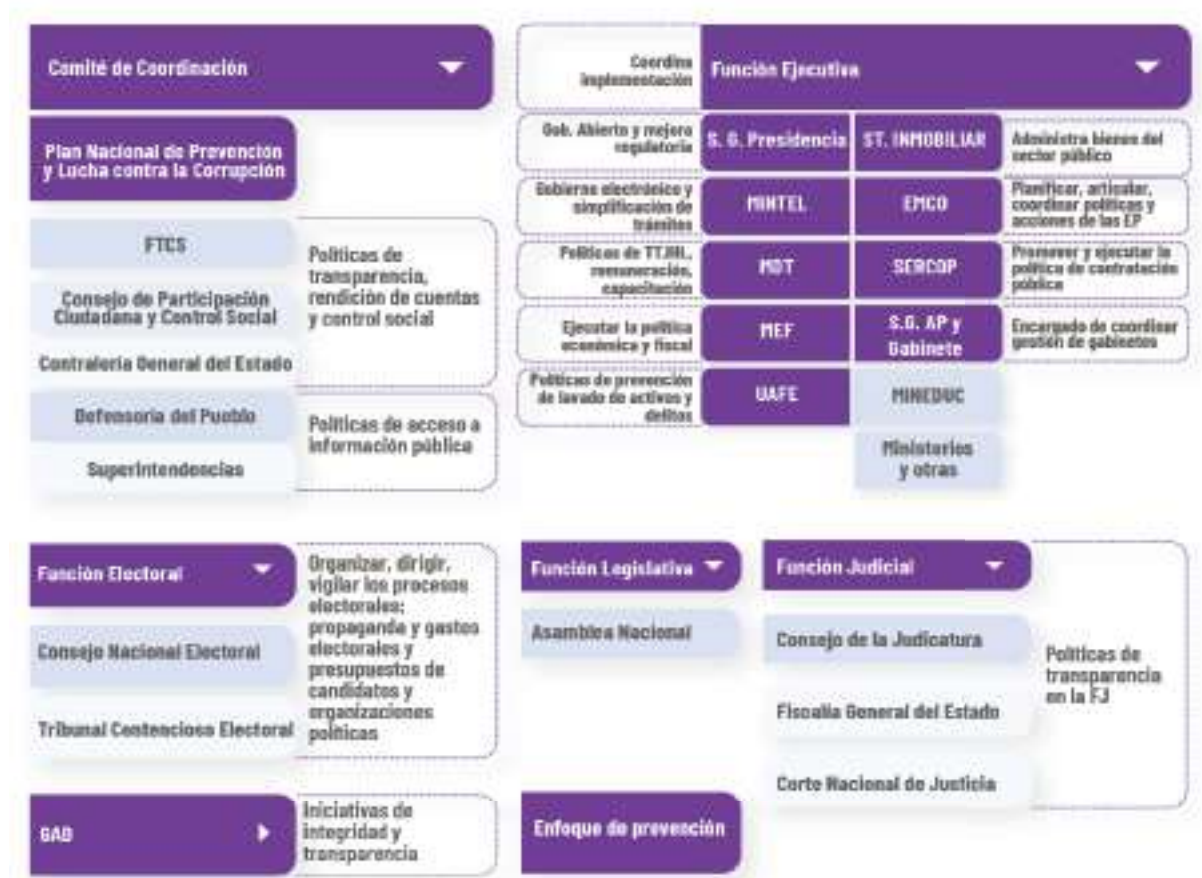 Comité de Coordinación
Plan Nacional de Prevención
y Lucha contra la Corrupción
FTCS
Consejo de Participación
Ciudadana y Control Social
Contraloría General del Estado
Políticas de
transparencia,
rendición de cuentas
y control social
Defensoría del Pueblo
Superintendencias
Políticas de acceso a
información pública
Coordina
implementación
Función Ejecutiva
Gob. Abierto y mejora
regulatoria
S. G. Presidencia
ST. INMOBILIAR
Administra bienes del
sector público
Gobierno electrónico y
simplificación de
trámites
MINTEL
EMCO
Planificar, articular,
coordinar políticas y
acciones de las EP
Políticas de TT.HH.,
remuneración,
capacitación
MDT
SERCOP
Promover y ejecutar la
política de contratación
pública
Ejecutar la política
económica y fiscal
MEF
S.G. AP y
Gabinete
Encargado de coordinar
gestión de gabinetes
Políticas de prevención
de lavado de activos y
delitos
UAFE
MINEDUC
Ministerios
y otras
Función Electoral
Consejo Nacional Electoral
Tribunal Contencioso Electoral
Organizar, dirigir,
vigilar los procesos
electorales;
propaganda y gastos
electorales y
presupuestos de
candidatos y
organizaciones
políticas
Función Legislativa
Asamblea Nacional
Función Judicial
Consejo de la Judicatura
Fiscalía General del Estado
Corte Nacional de Justicia
Políticas de
transparencia
en la FJ
GAD
Iniciativas de
integridad y
transparencia
Enfoque de prevención